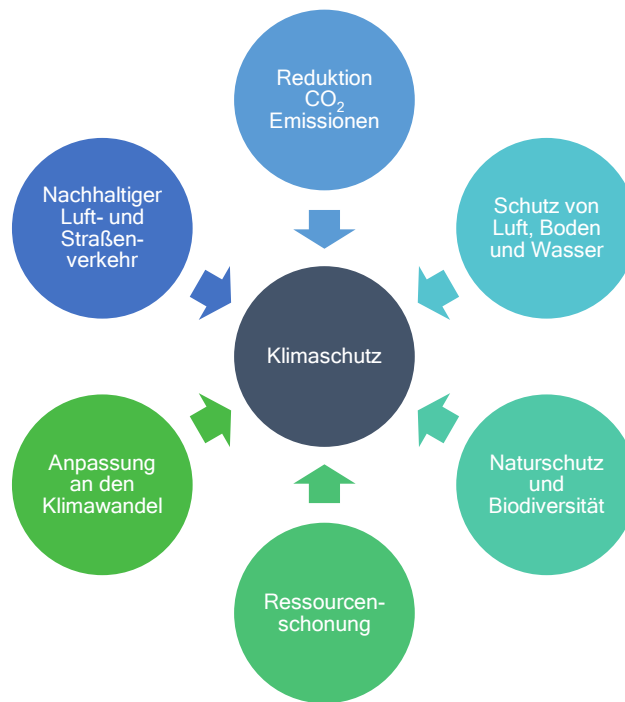 Reduktion
CO₂
Emissionen
Nachhaltiger
Luft- und
Straßen-
verkehr
Schutz von
Luft, Boden
und Wasser
Klimaschutz
Anpassung
an den
Klimawandel
Naturschutz
und
Biodiversität
Ressourcen-
schonung